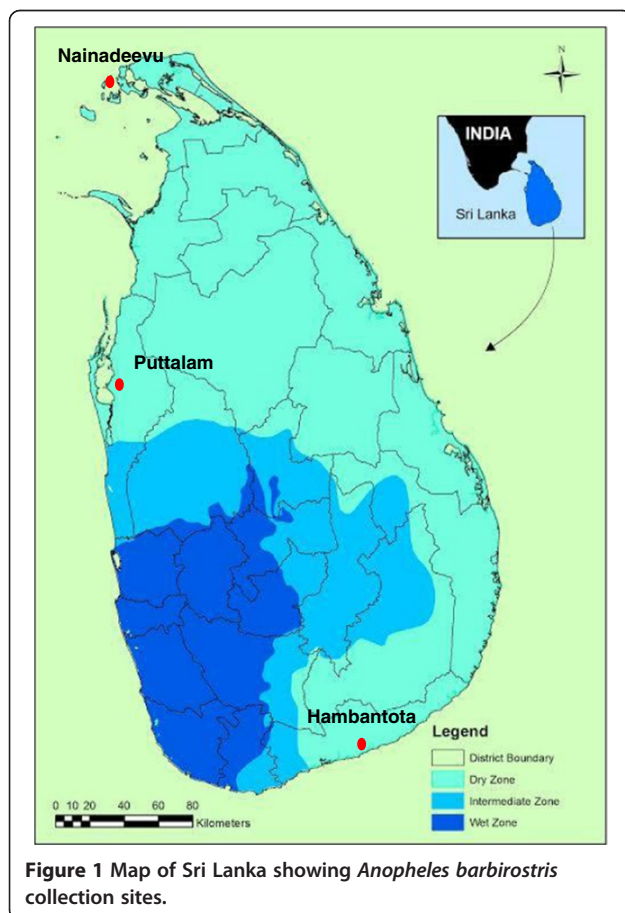 Nainadeevu
N
INDIA
Sri Lanka
Puttalam
Hambantota
Legend
District Boundary
Dry Zone
Intermediate Zone
Wet Zone
0 10 20 40 60 80
Kilometers
Figure 1 Map of Sri Lanka showing Anopheles barbirostris
collection sites.